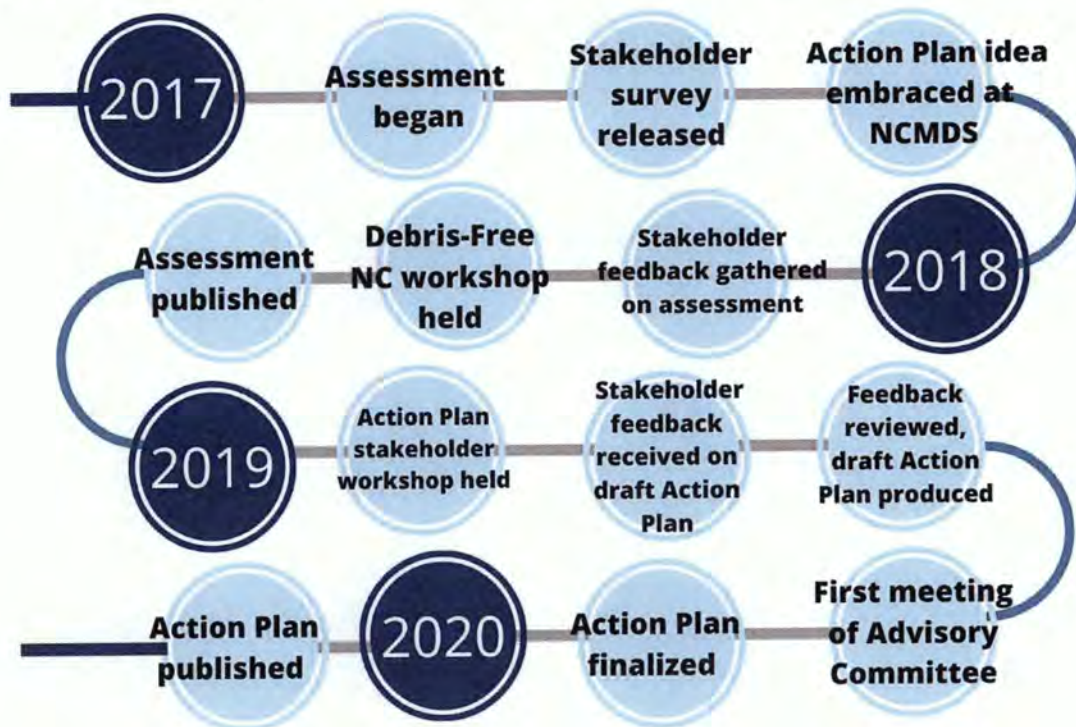 2017
Assessment
began
Stakeholder
survey
released
Action Plan idea
embraced at
NCMDS
2018
Stakeholder
feedback gathered
on assessment
Debris-Free
NC workshop
held
Assessment
published
2019
Action Plan
stakeholder
workshop held
Stakeholder
feedback
received on
draft Action
Plan
Feedback
reviewed,
draft Action
Plan produced
First meeting
of Advisory
Committee
Action Plan
finalized
2020
Action Plan
published